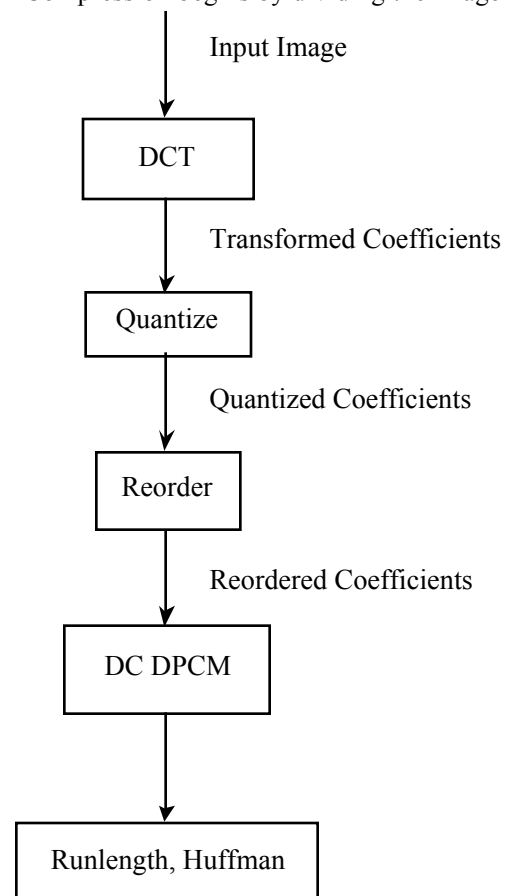 Input Image
DCT
Transformed Coefficients
Quantize
Quantized Coefficients
Reorder
Reordered Coefficients
DC DPCM
Runlength, Huffman